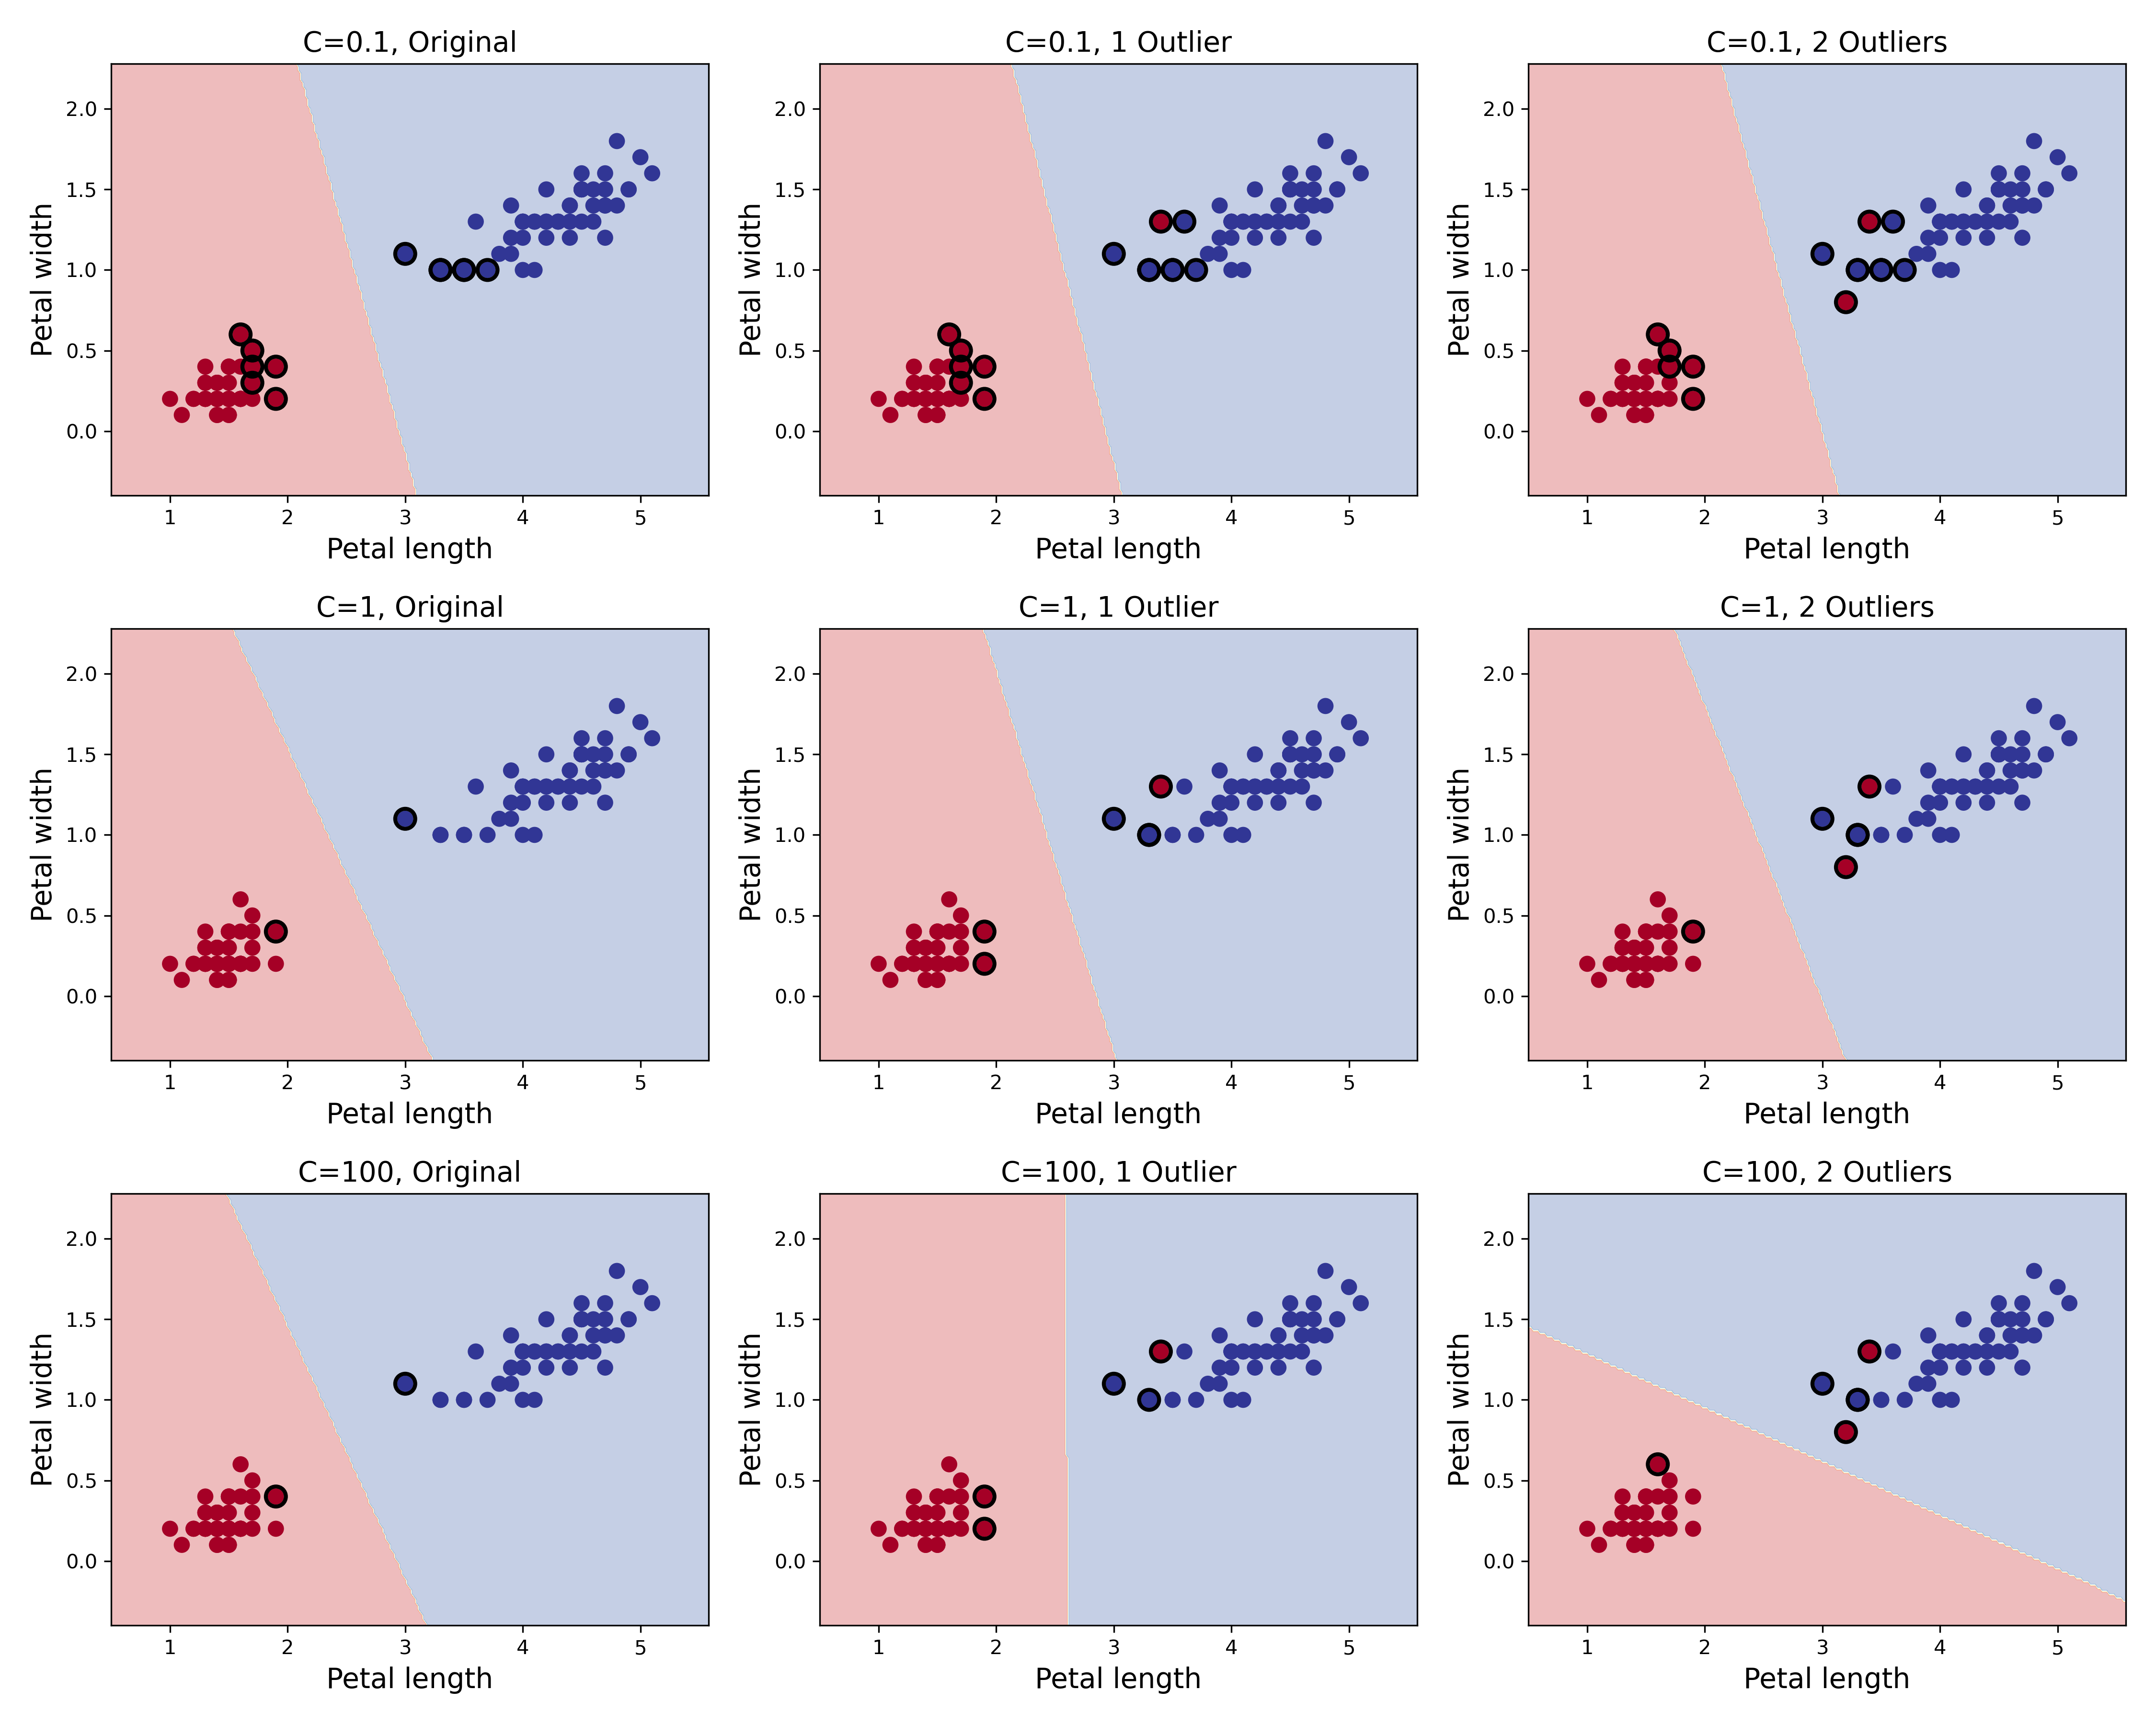 C=0.1, Original
2.0
1.5
1.0
0.5
0.0
Petal width
1 2 3 4 5
Petal length
C=0.1, 1 Outlier
2.0
1.5
1.0
0.5
0.0
Petal width
1 2 3 4 5
Petal length
C=0.1, 2 Outliers
2.0
1.5
1.0
0.5
0.0
Petal width
1 2 3 4 5
Petal length
C=1, Original
2.0
1.5
1.0
0.5
0.0
Petal width
1 2 3 4 5
Petal length
C=1, 1 Outlier
2.0
1.5
1.0
0.5
0.0
Petal width
1 2 3 4 5
Petal length
C=1, 2 Outliers
2.0
1.5
1.0
0.5
0.0
Petal width
1 2 3 4 5
Petal length
C=100, Original
2.0
1.5
1.0
0.5
0.0
Petal width
1 2 3 4 5
Petal length
C=100, 1 Outlier
2.0
1.5
1.0
0.5
0.0
Petal width
1 2 3 4 5
Petal length
C=100, 2 Outliers
2.0
1.5
1.0
0.5
0.0
Petal width
1 2 3 4 5
Petal length